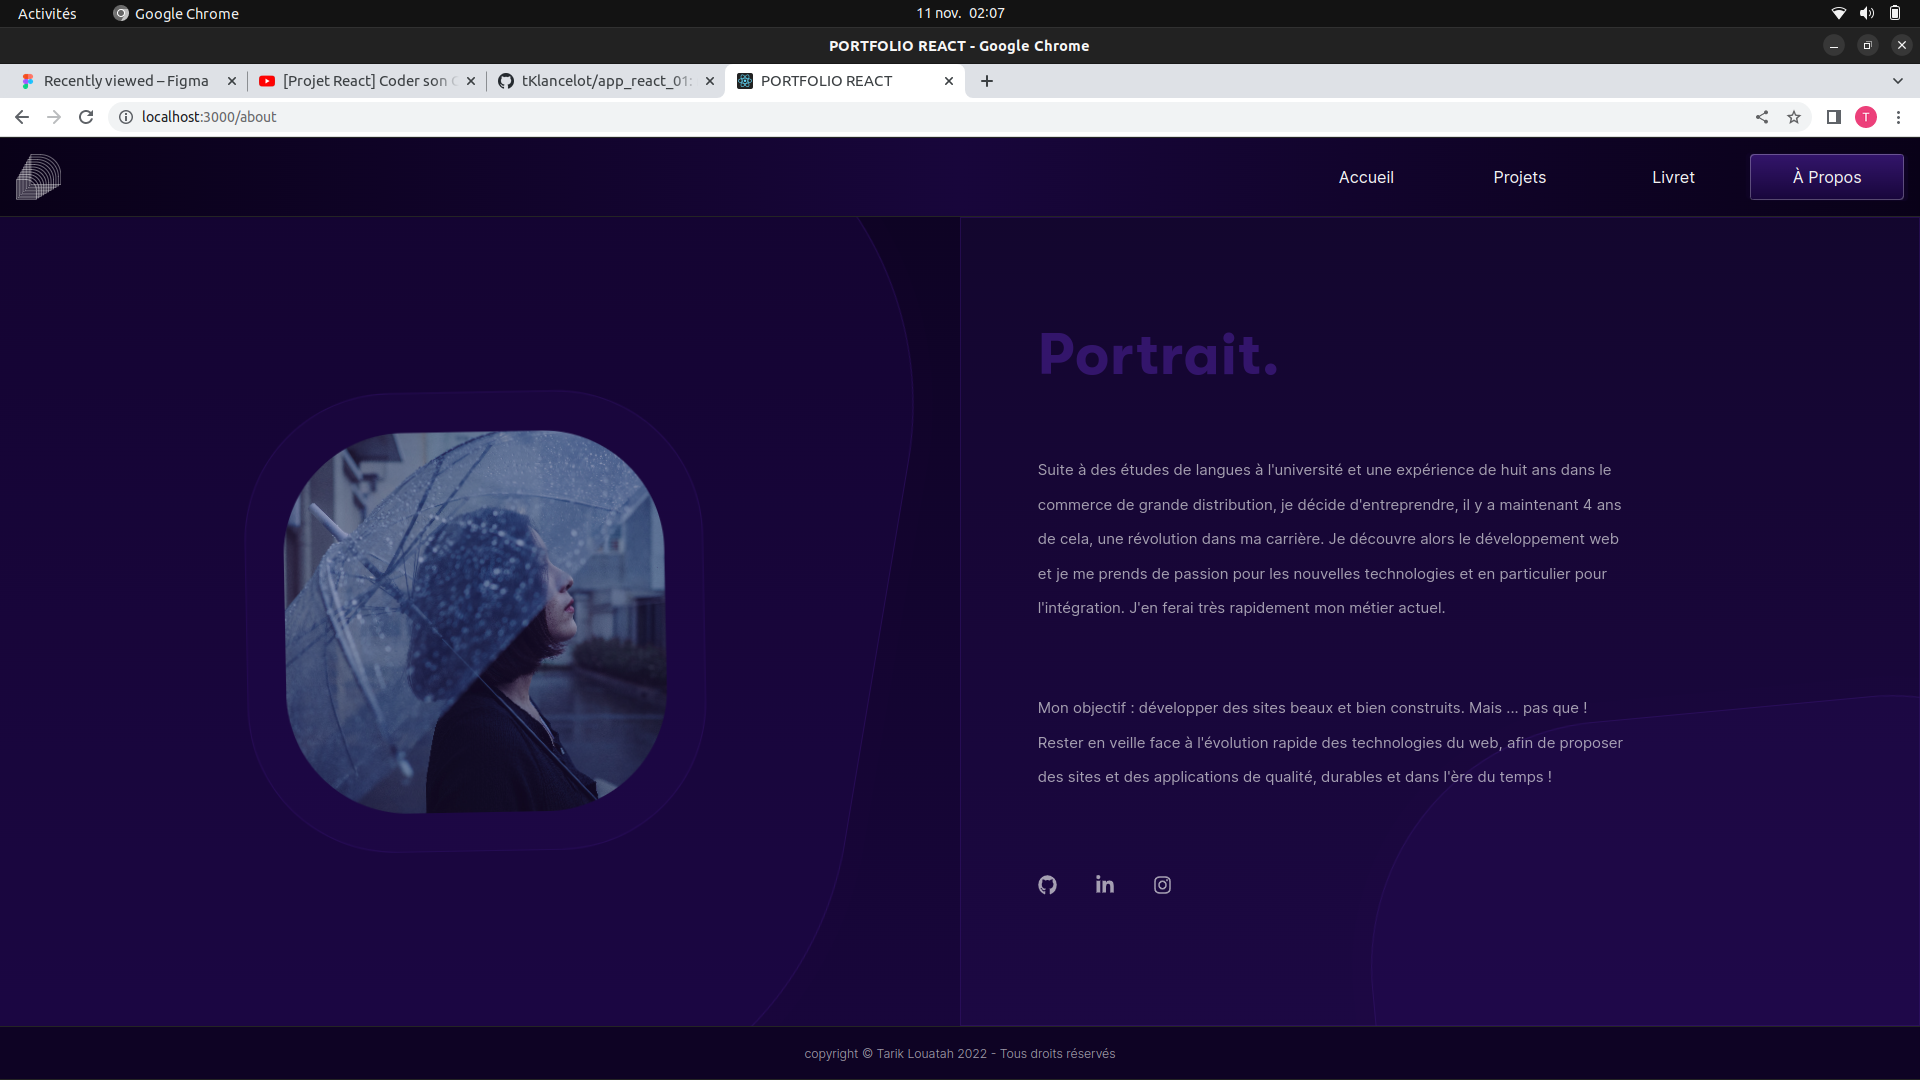 Activités
Google Chrome
11 nov. 02:07
PORTFOLIO REACT - Google Chrome
Recently viewed – Figma
[Projet React] Coder son C
tKlancelot/app_react_01:
PORTFOLIO REACT
localhost:3000/about
T
Accueil
Projets
Livret
À Propos
Portrait.
Suite à des études de langues à l'université et une expérience de huit ans dans le
commerce de grande distribution, je décide d'entreprendre, il y a maintenant 4 ans
de cela, une révolution dans ma carrière. Je découvre alors le développement web
et je me prends de passion pour les nouvelles technologies et en particulier pour
l'intégration. J'en ferai très rapidement mon métier actuel.
Mon objectif : développer des sites beaux et bien construits. Mais ... pas que !
Rester en veille face à l'évolution rapide des technologies du web, afin de proposer
des sites et des applications de qualité, durables et dans l'ère du temps !
in
copyright © Tarik Louatah 2022 - Tous droits réservés